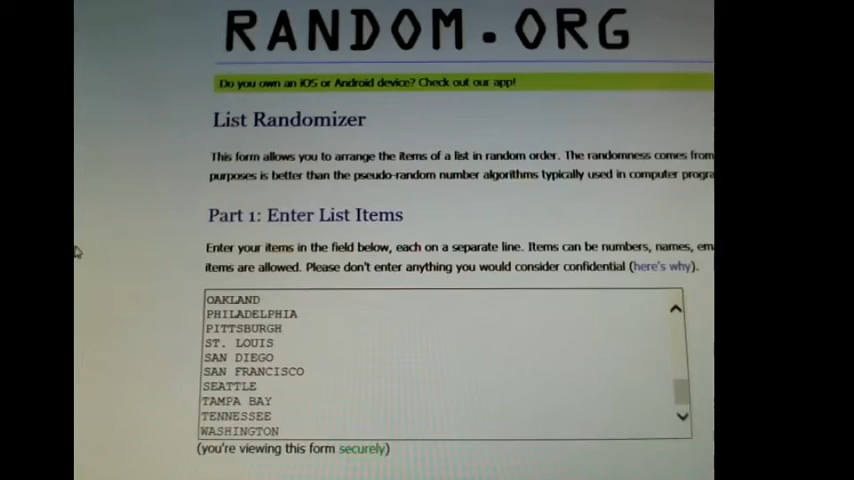 RANDOM.ORG
Do you own an iOS or Android device? Check out our app!
List Randomizer
This form allows you to arrange the items of a list in random order. The randomness comes from
purposes is better than the pseudo-random number algorithms typically used in computer progra
Part 1: Enter List Items
Enter your items in the field below, each on a separate line. Items can be numbers, names, em
items are allowed. Please don't enter anything you would consider confidential (here's why).
OAKLAND
PHILADELPHIA
PITTSBURGH
ST. LOUIS
SAN DIEGO
SAN FRANCISCO
SEATTLE
TAMPA BAY
TENNESSEE
WASHINGTON
(you're viewing this form securely)